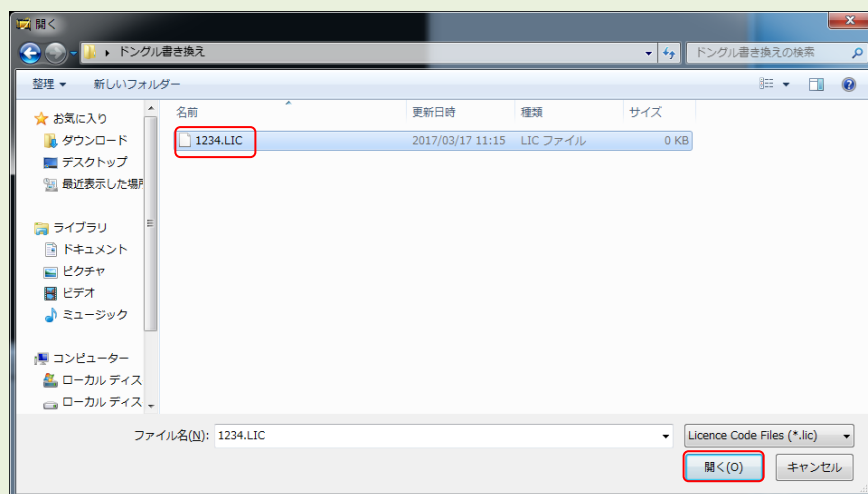 開く
ドングル書き換え
ドングル書き換えの検索
整理
新しいフォルダー
名前
更新日時
種類
サイズ
お気に入り
ダウンロード
デスクトップ
最近表示した場所
1234.LIC
2017/03/17 11:15
LIC ファイル
0 KB
ライブラリ
ドキュメント
ピクチャ
ビデオ
ミュージック
コンピューター
ローカル ディス
ローカル ディス
ファイル名(N):
1234.LIC
Licence Code Files (*.lic)
開く(O)
キャンセル